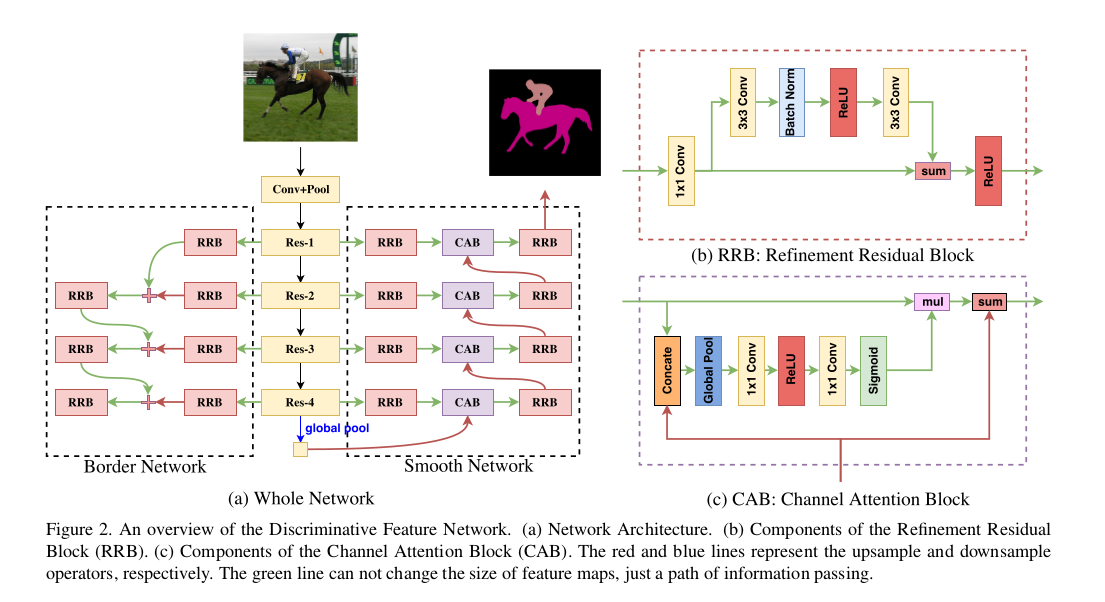 Conv+Pool
RRB Res-1 RRB CAB RRB
RRB RRB Res-2 RRB CAB RRB
RRB RRB Res-3 RRB CAB RRB
RRB RRB Res-4 RRB CAB RRB
global pool
Border Network
Smooth Network
(a) Whole Network
1x1 Conv
3x3 Conv
Batch Norm
ReLU
3x3 Conv
sum
ReLU
(b) RRB: Refinement Residual Block
mul
sum
Concate
Global Pool
1x1 Conv
ReLU
1x1 Conv
Sigmoid
(c) CAB: Channel Attention Block
Figure 2. An overview of the Discriminative Feature Network. (a) Network Architecture. (b) Components of the Refinement Residual
Block (RRB). (c) Components of the Channel Attention Block (CAB). The red and blue lines represent the upsample and downsample
operators, respectively. The green line can not change the size of feature maps, just a path of information passing.